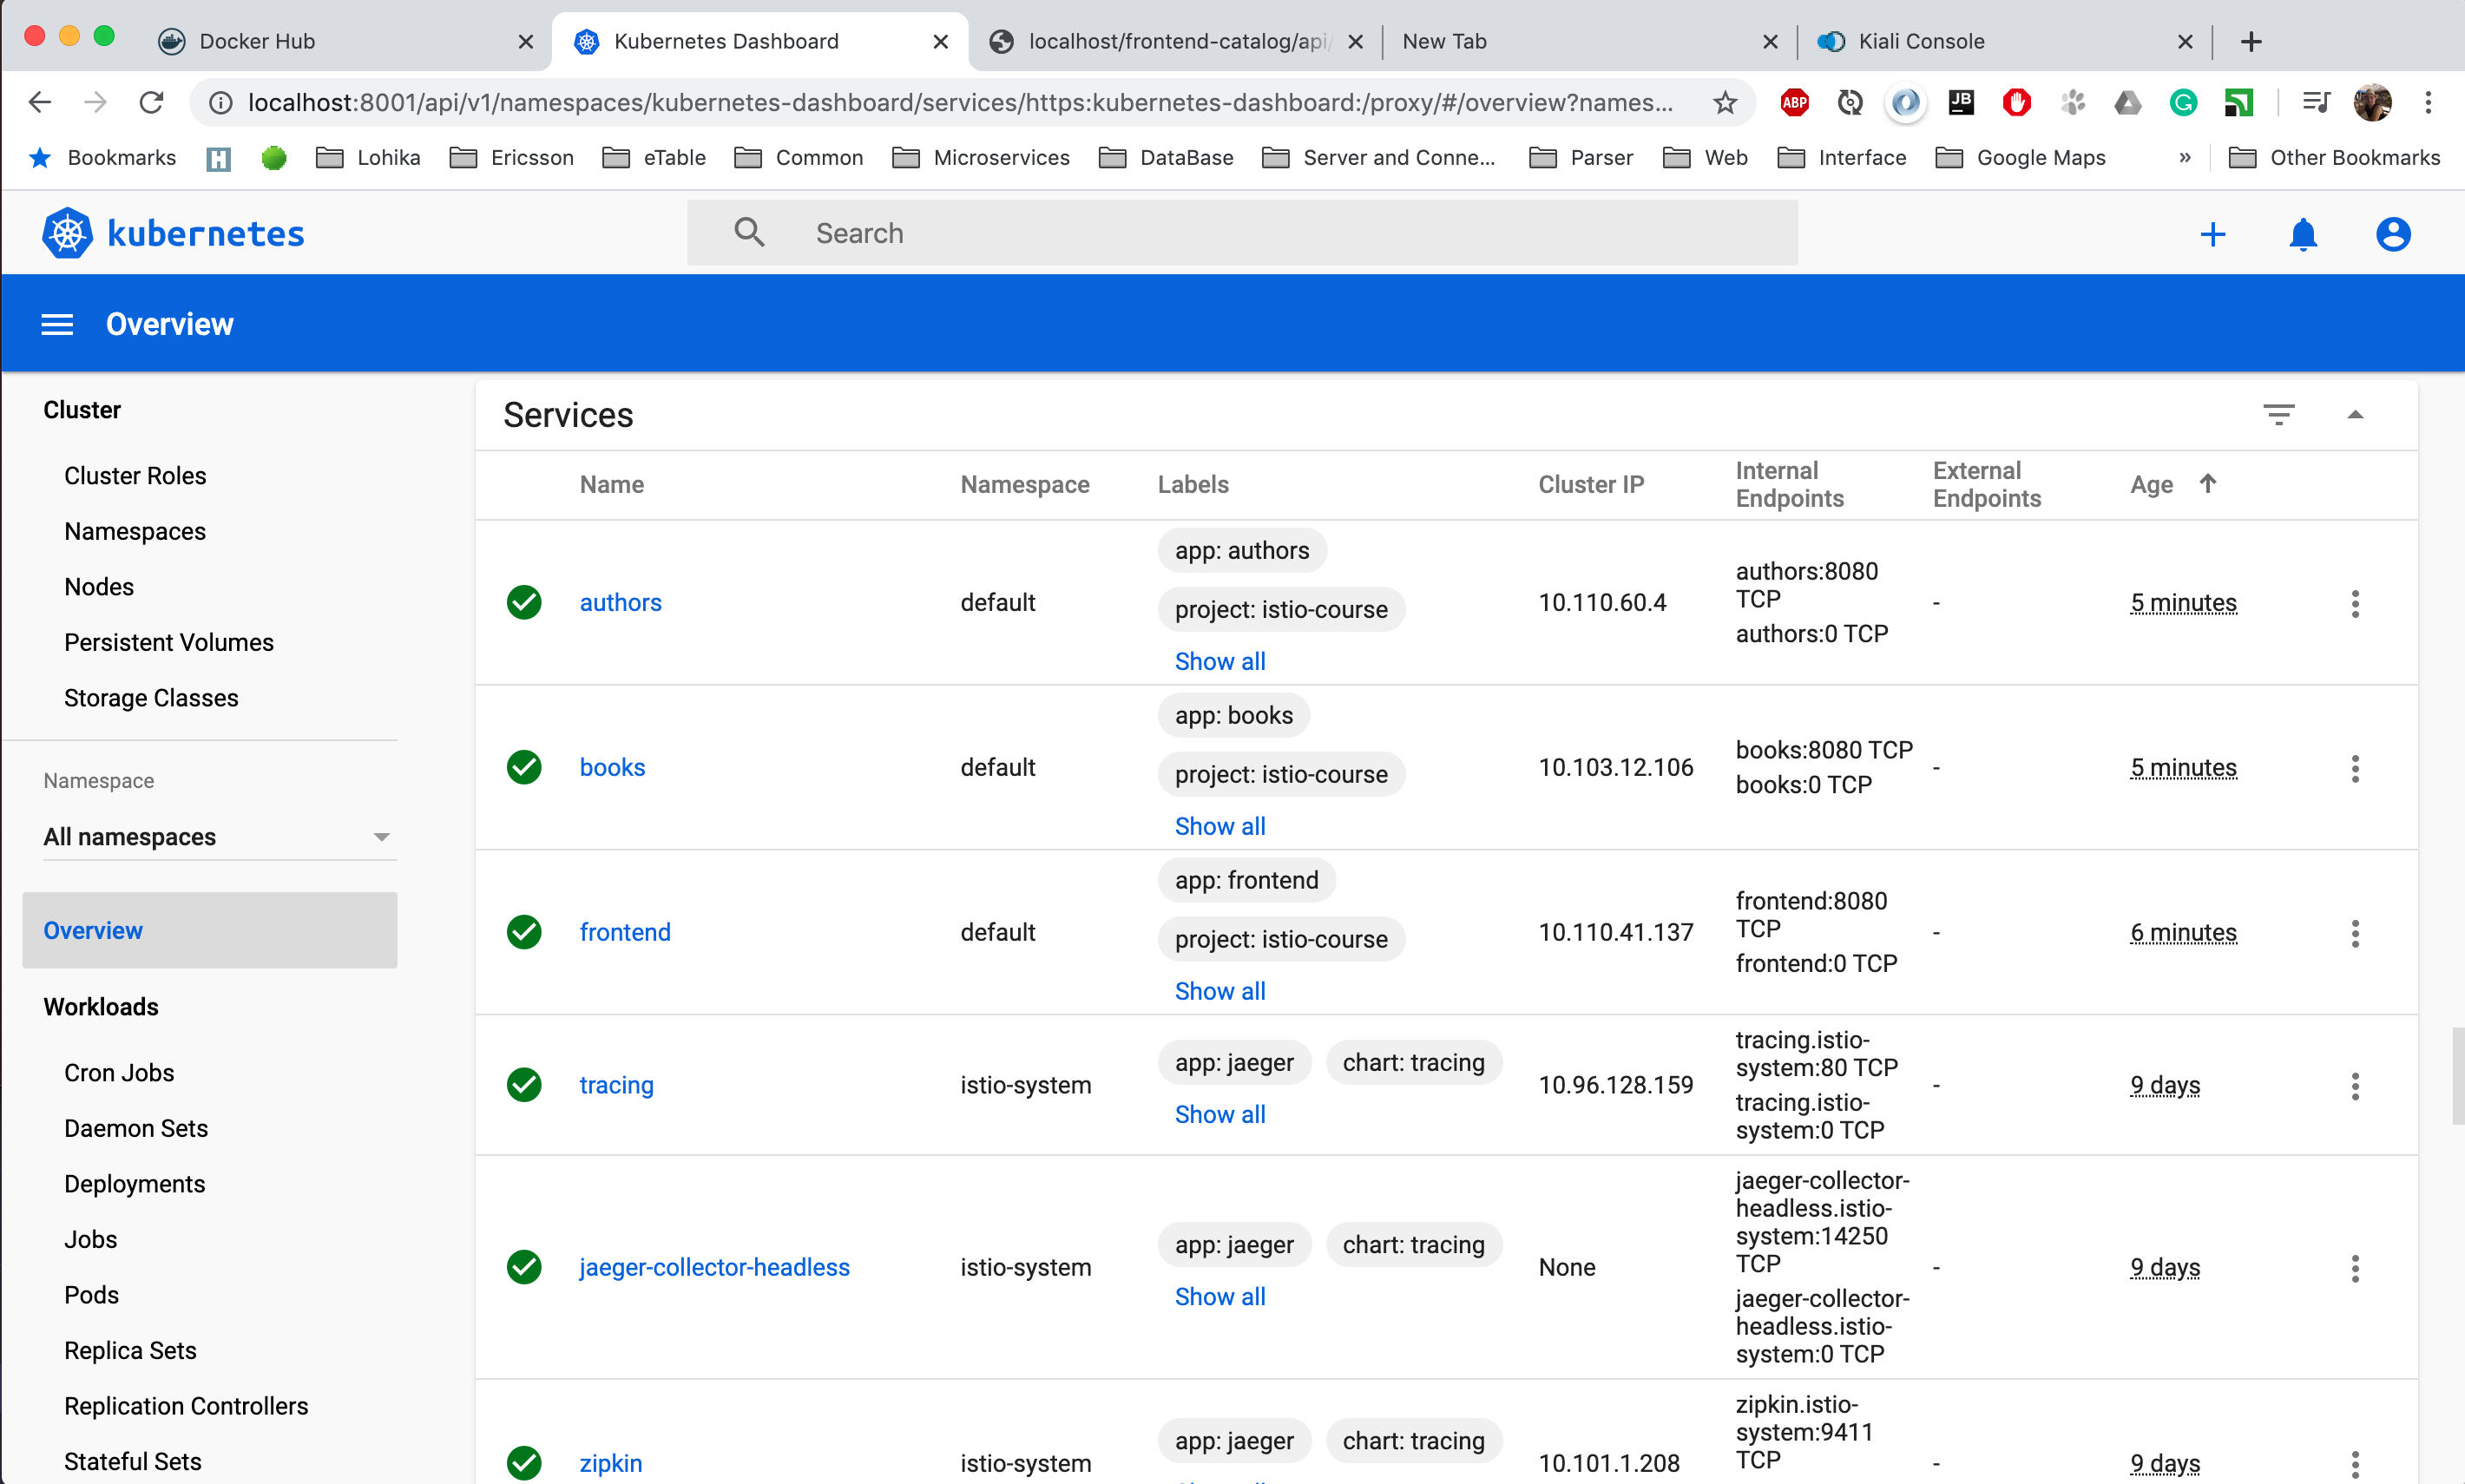 Docker Hub
Kubernetes Dashboard
localhost/frontend-catalog/api/
New Tab
Kiali Console
localhost:8001/api/v1/namespaces/kubernetes-dashboard/services/https:kubernetes-dashboard:/proxy/#/overview?names...
ABP
JB
Bookmarks
H
Lohika
Ericsson
eTable
Common
Microservices
DataBase
Server and Conne...
Parser
Web
Interface
Google Maps
»
Other Bookmarks
kubernetes
Search
Overview
Cluster
Cluster Roles
Namespaces
Nodes
Persistent Volumes
Storage Classes
Namespace
All namespaces
Overview
Workloads
Cron Jobs
Daemon Sets
Deployments
Jobs
Pods
Replica Sets
Replication Controllers
Stateful Sets
Services
Name
Namespace
Labels
Cluster IP
Internal
Endpoints
External
Endpoints
Age
authors
default
app: authors
project: istio-course
Show all
10.110.60.4
authors:8080
TCP
authors:0 TCP
-
5 minutes
books
default
app: books
project: istio-course
Show all
10.103.12.106
books:8080 TCP
books:0 TCP
-
5 minutes
frontend
default
app: frontend
project: istio-course
Show all
10.110.41.137
frontend:8080
TCP
frontend:0 TCP
-
6 minutes
tracing
istio-system
app: jaeger
chart: tracing
Show all
10.96.128.159
tracing.istio-
system:80 TCP
tracing.istio-
system:0 TCP
-
9 days
jaeger-collector-headless
istio-system
app: jaeger
chart: tracing
Show all
None
jaeger-collector-
headless.istio-
system:14250
TCP
jaeger-collector-
headless.istio-
system:0 TCP
-
9 days
zipkin
istio-system
app: jaeger
chart: tracing
10.101.1.208
zipkin.istio-
system:9411
TCP
-
9 days